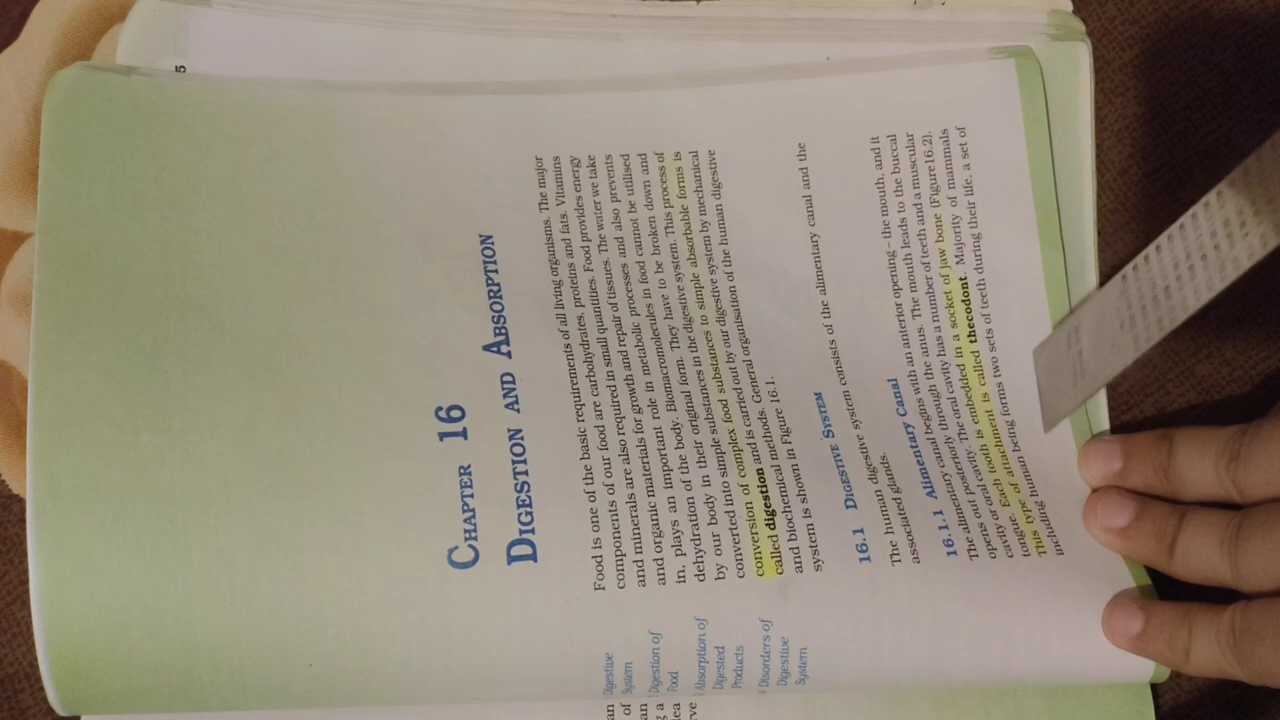 5
CHAPTER 16
DIGESTION AND ABSORPTION
an
of
an
g a
lea
rve
Digestive
System
Digestion of
Food
Absorption of
Digested
Products
Disorders of
Digestive
System
Food is one of the basic requirements of all living organisms. The major
components of our food are carbohydrates, proteins and fats. Vitamins
and minerals are also required in small quantities. Food provides energy
and organic materials for growth and repair of tissues. The water we take
in, plays an important role in metabolic processes and also prevents
dehydration of the body. Biomacromolecules in food cannot be utilised
by our body in their original form. They have to be broken down and
converted into simple substances in the digestive system. This process of
conversion of complex food substances to simple absorbable forms is
called digestion and is carried out by our digestive system by mechanical
and biochemical methods. General organisation of the human digestive
system is shown in Figure 16.1.
16.1 DIGESTIVE SYSTEM
The human digestive system consists of the alimentary canal and the
associated glands.
16.1.1 Alimentary Canal
The alimentary canal begins with an anterior opening – the mouth, and it
opens out posteriorly through the anus. The mouth leads to the buccal
cavity or oral cavity. The oral cavity has a number of teeth and a muscular
tongue. Each tooth is embedded in a socket of jaw bone (Figure16.2).
This type of attachment is called thecodont. Majority of mammals
including human being forms two sets of teeth during their life, a set of